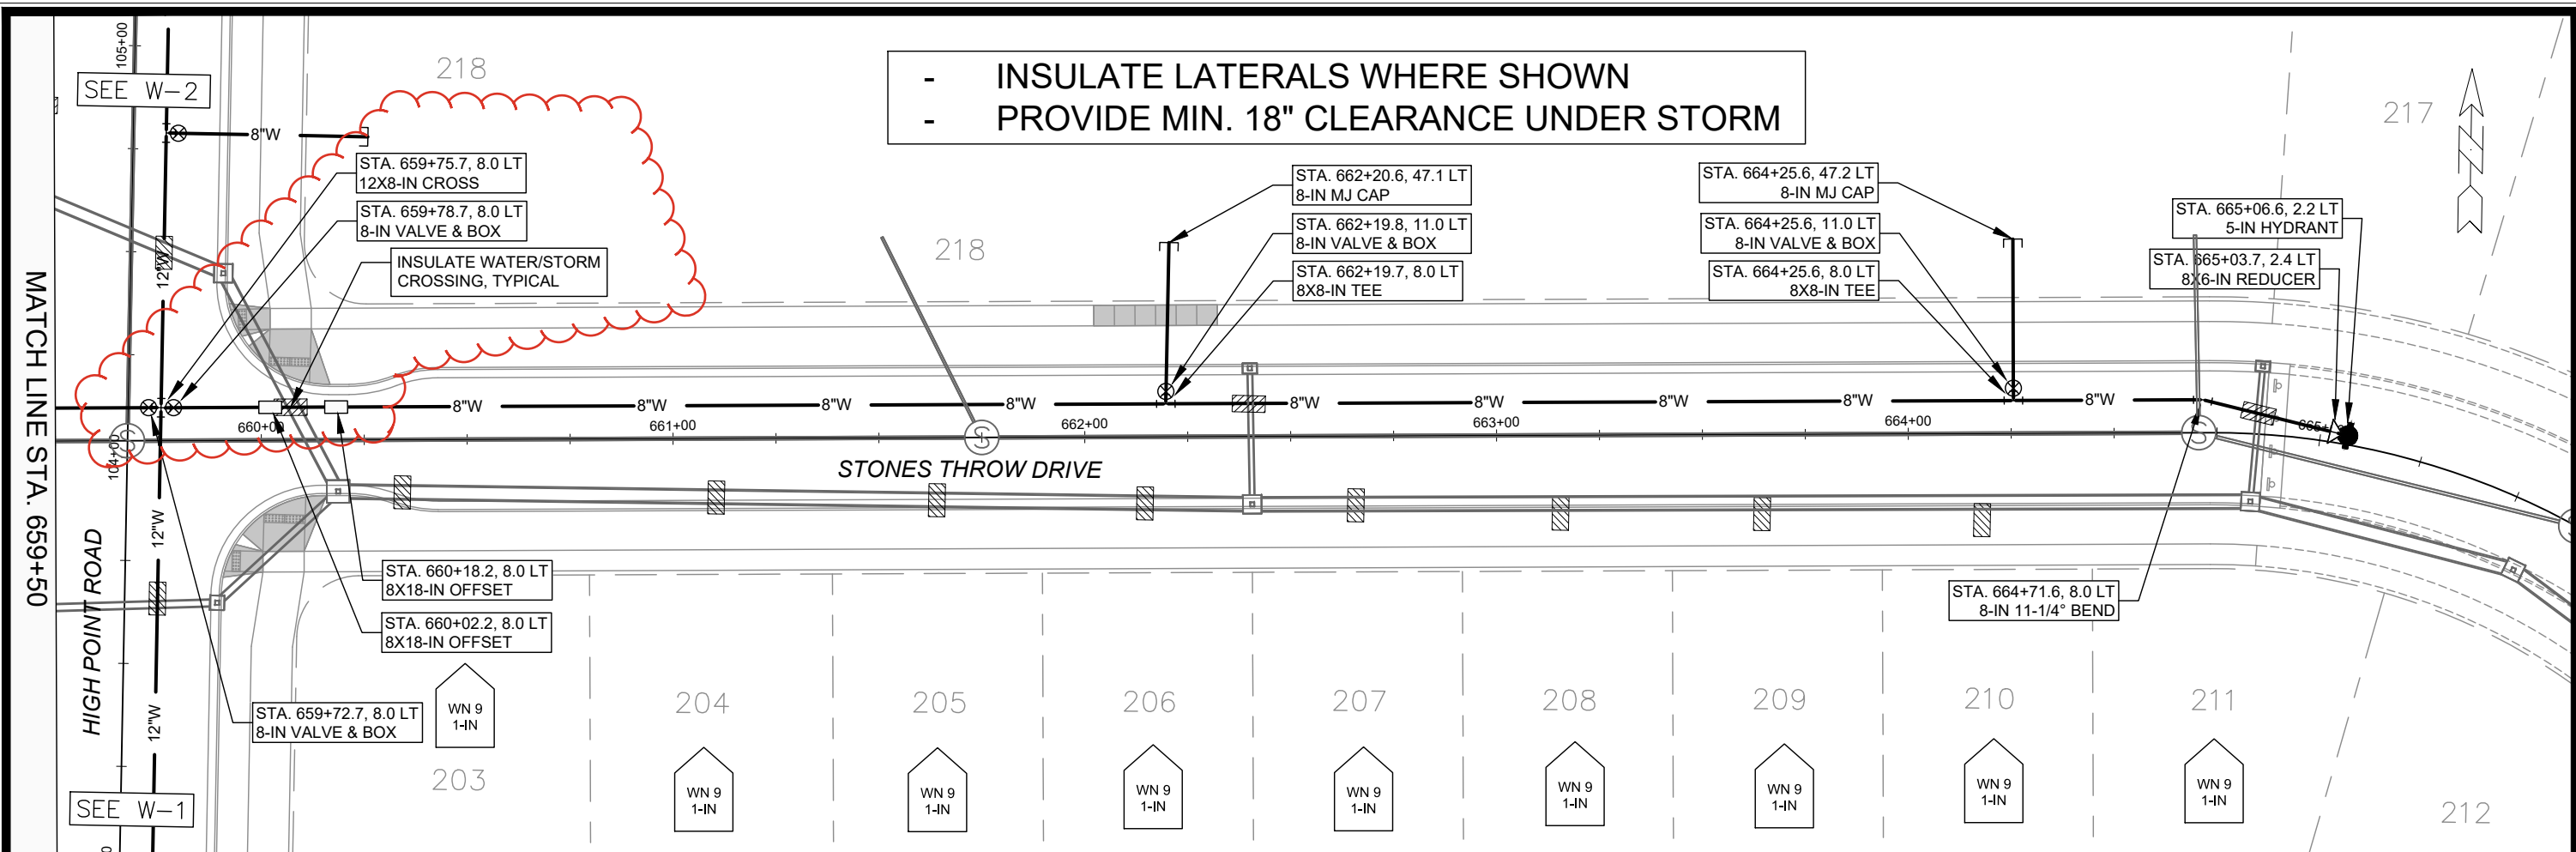 105+00
SEE W-2
218
8"W
- INSULATE LATERALS WHERE SHOWN
- PROVIDE MIN. 18" CLEARANCE UNDER STORM
217
N
STA. 659+75.7, 8.0 LT
12X8-IN CROSS
STA. 659+78.7, 8.0 LT
8-IN VALVE & BOX
INSULATE WATER/STORM
CROSSING, TYPICAL
12"W
218
STA. 662+20.6, 47.1 LT
8-IN MJ CAP
STA. 662+19.8, 11.0 LT
8-IN VALVE & BOX
STA. 662+19.7, 8.0 LT
8X8-IN TEE
STA. 664+25.6, 47.2 LT
8-IN MJ CAP
STA. 664+25.6, 11.0 LT
8-IN VALVE & BOX
STA. 664+25.6, 8.0 LT
8X8-IN TEE
STA. 665+06.6, 2.2 LT
5-IN HYDRANT
STA. 665+03.7, 2.4 LT
8X6-IN REDUCER
MATCH LINE STA. 659+50
8"W
8"W
8"W
8"W
8"W
8"W
8"W
8"W
8"W
660+00
661+00
662+00
663+00
664+00
S
S
S
104+00
STONES THROW DRIVE
HIGH POINT ROAD
12"W
12"W
STA. 660+18.2, 8.0 LT
8X18-IN OFFSET
STA. 660+02.2, 8.0 LT
8X18-IN OFFSET
STA. 659+72.7, 8.0 LT
8-IN VALVE & BOX
STA. 664+71.6, 8.0 LT
8-IN 11-1/4° BEND
WN 9
1-IN
203
204
WN 9
1-IN
205
WN 9
1-IN
206
WN 9
1-IN
207
WN 9
1-IN
208
WN 9
1-IN
209
WN 9
1-IN
210
WN 9
1-IN
211
WN 9
1-IN
212
SEE W-1